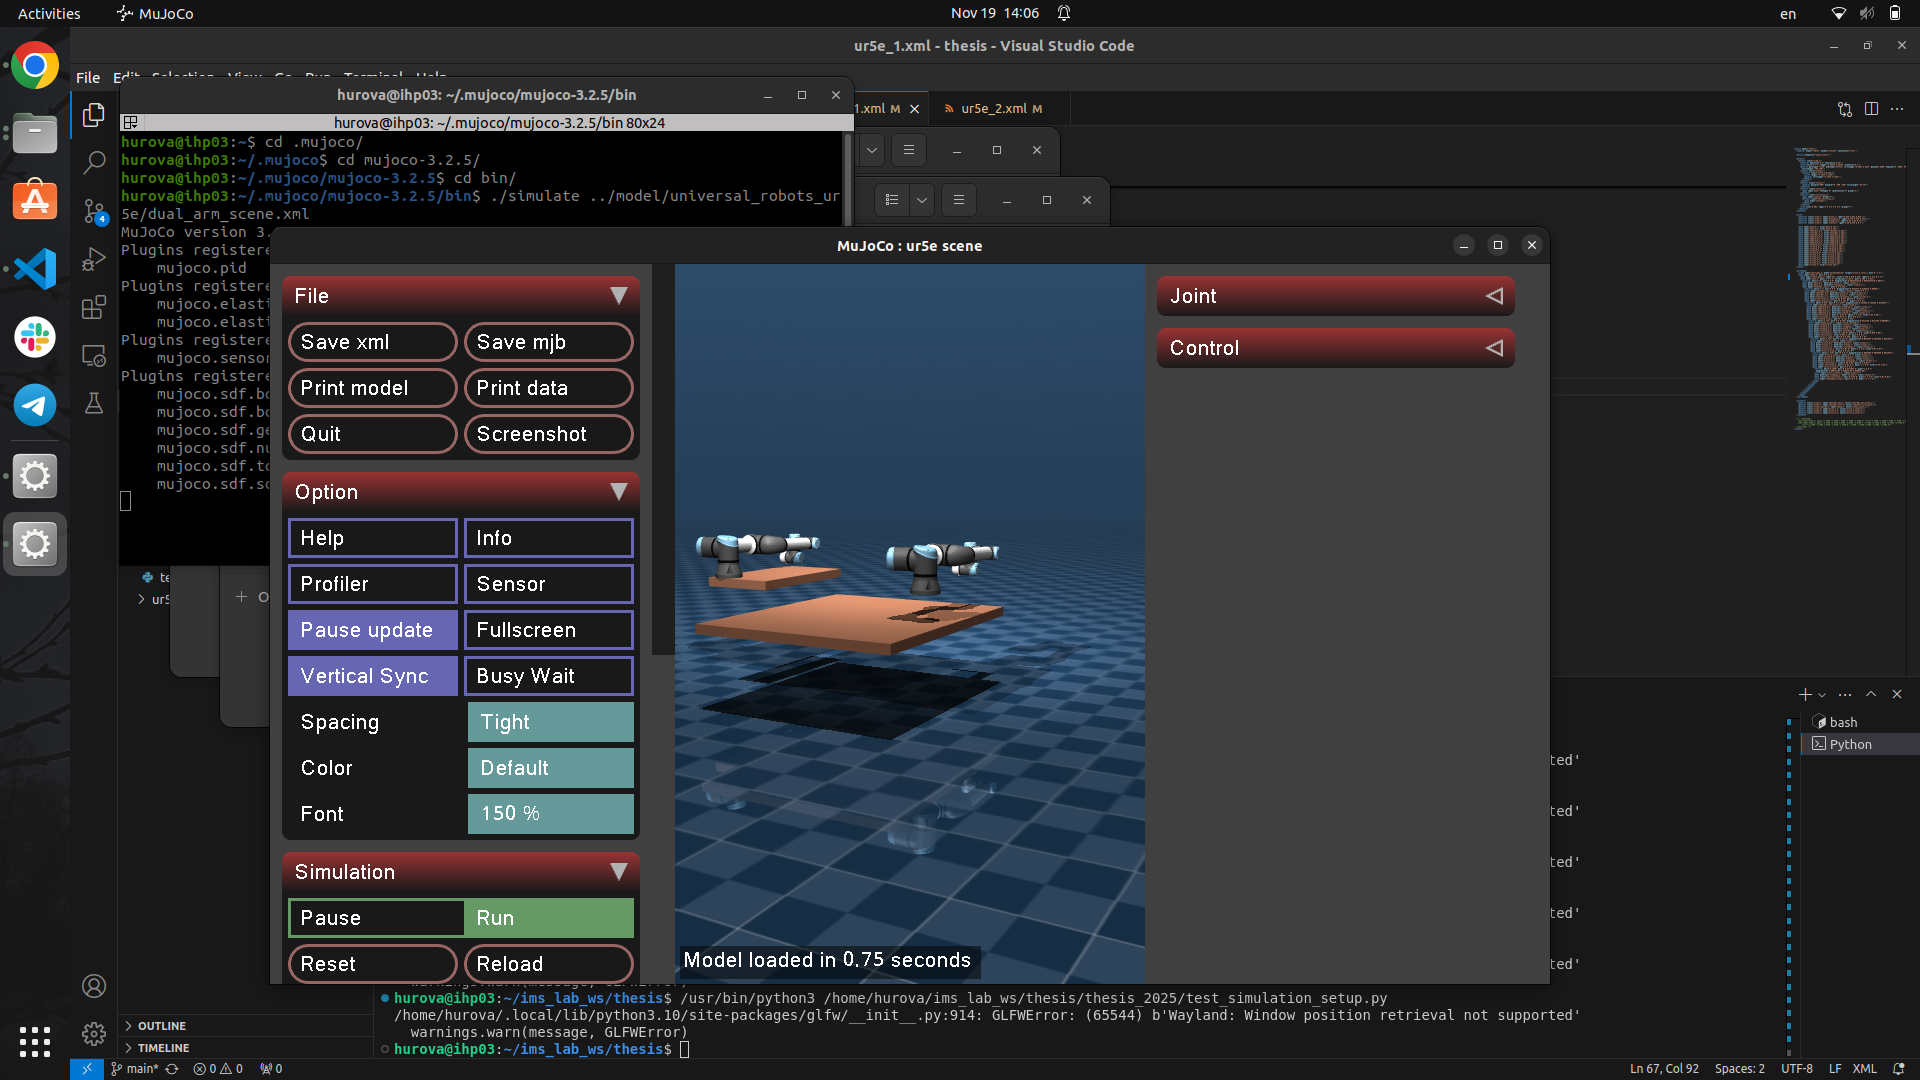 Activities
MuJoCo
Nov 19 14:06
en
ur5e_1.xml - thesis - Visual Studio Code
File
hurova@ihp03: ~/.mujoco/mujoco-3.2.5/bin
hurova@ihp03: ~/.mujoco/mujoco-3.2.5/bin 80x24
1.xml M
ur5e_2.xml M
hurova@ihp03:~$ cd .mujoco/
hurova@ihp03:~/.mujoco$ cd mujoco-3.2.5/
hurova@ihp03:~/.mujoco/mujoco-3.2.5$ cd bin/
hurova@ihp03:~/.mujoco/mujoco-3.2.5/bin$ ./simulate ../model/universal_robots_ur
5e/dual_arm_scene.xml
MuJoCo version 3.
Plugins registere
mujoco.pid
Plugins registere
mujoco.elasti
mujoco.elasti
Plugins registere
mujoco.sensor
Plugins registere
mujoco.sdf.bo
mujoco.sdf.bo
mujoco.sdf.ge
mujoco.sdf.nu
mujoco.sdf.to
mujoco.sdf.sc
MuJoCo : ur5e scene
File
Save xml
Save mjb
Print model
Print data
Quit
Screenshot
Option
Help
Info
Profiler
Sensor
Pause update
Fullscreen
Vertical Sync
Busy Wait
Spacing
Tight
Color
Default
Font
150 %
Simulation
Pause
Run
Reset
Reload
Model loaded in 0.75 seconds
Joint
Control
4
te
ur5
bash
Python
ted'
ted'
ted'
ted'
ted'
hurova@ihp03:~/ims_lab_ws/thesis$ /usr/bin/python3 /home/hurova/ims_lab_ws/thesis/thesis_2025/test_simulation_setup.py
/home/hurova/.local/lib/python3.10/site-packages/glfw/__init__.py:914: GLFWError: (65544) b'Wayland: Window position retrieval not supported'
warnings.warn(message, GLFWError)
hurova@ihp03:~/ims_lab_ws/thesis$
OUTLINE
TIMELINE
main*
0
0
0
Ln 67, Col 92
Spaces: 2
UTF-8
LF
XML